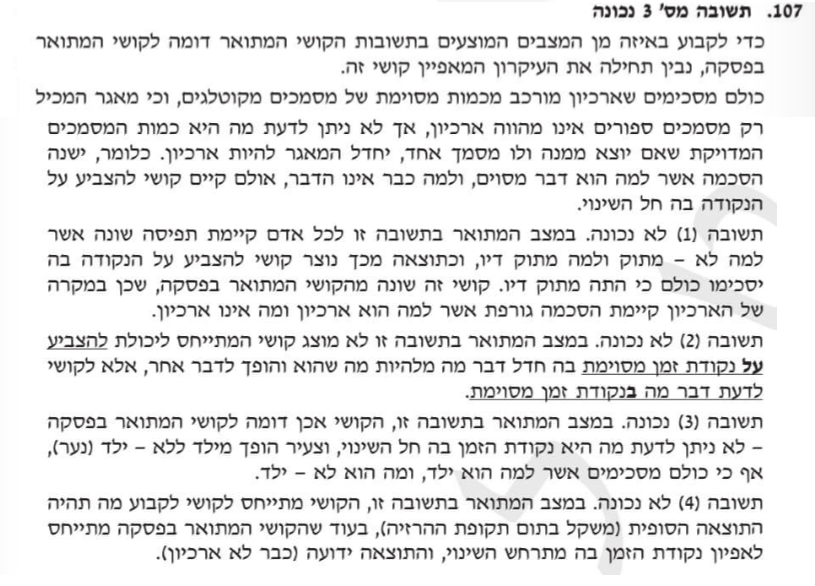 107. תשובה מס' 3 נכונה
כדי לקבוע באיזה מן המצבים המוצעים בתשובות הקושי המתואר דומה לקושי המתואר
בפסקה, נבין תחילה את העיקרון המאפיין קושי זה.
כולם מסכימים שארכיון מורכב מכמות מסוימת של מסמכים מקוטלגים, וכי מאגר המכיל
רק מסמכים ספורים אינו מהווה ארכיון, אך לא ניתן לדעת מה היא כמות המסמכים
המדויקת שאם יוצא ממנה ולו מסמך אחד, יחדל המאגר להיות ארכיון. כלומר, ישנה
הסכמה אשר למה הוא דבר מסוים, ולמה כבר אינו הדבר, אולם קיים קושי להצביע על
הנקודה בה חל השינוי.
תשובה (1) לא נכונה. במצב המתואר בתשובה זו לכל אדם קיימת תפיסה שונה אשר
למה לא – מתוק ולמה מתוק דיו, וכתוצאה מכך נוצר קושי להצביע על הנקודה בה
יסכימו כולם כי התה מתוק דיו. קושי זה שונה מהקושי המתואר בפסקה, שכן במקרה
של הארכיון קיימת הסכמה גורפת אשר למה הוא ארכיון ומה אינו ארכיון.
תשובה (2) לא נכונה. במצב המתואר בתשובה זו לא מוצג קושי המתייחס ליכולת להצביע
על נקודת זמן מסוימת בה חדל דבר מה מלהיות מה שהוא והופך לדבר אחר, אלא לקושי
לדעת דבר מה בנקודת זמן מסוימת.
תשובה (3) נכונה. במצב המתואר בתשובה זו, הקושי אכן דומה לקושי המתואר בפסקה
– לא ניתן לדעת מה היא נקודת הזמן בה חל השינוי, וצעיר הופך מילד ללא – ילד (נער),
אף כי כולם מסכימים אשר למה הוא ילד, ומה הוא לא – ילד.
תשובה (4) לא נכונה. במצב המתואר בתשובה זו, הקושי מתייחס לקושי לקבוע מה תהיה
התוצאה הסופית (משקל בתום תקופת ההרזיה), בעוד שהקושי המתואר בפסקה מתייחס
לאפיון נקודת הזמן בה מתרחש השינוי, והתוצאה ידועה (כבר לא ארכיון).